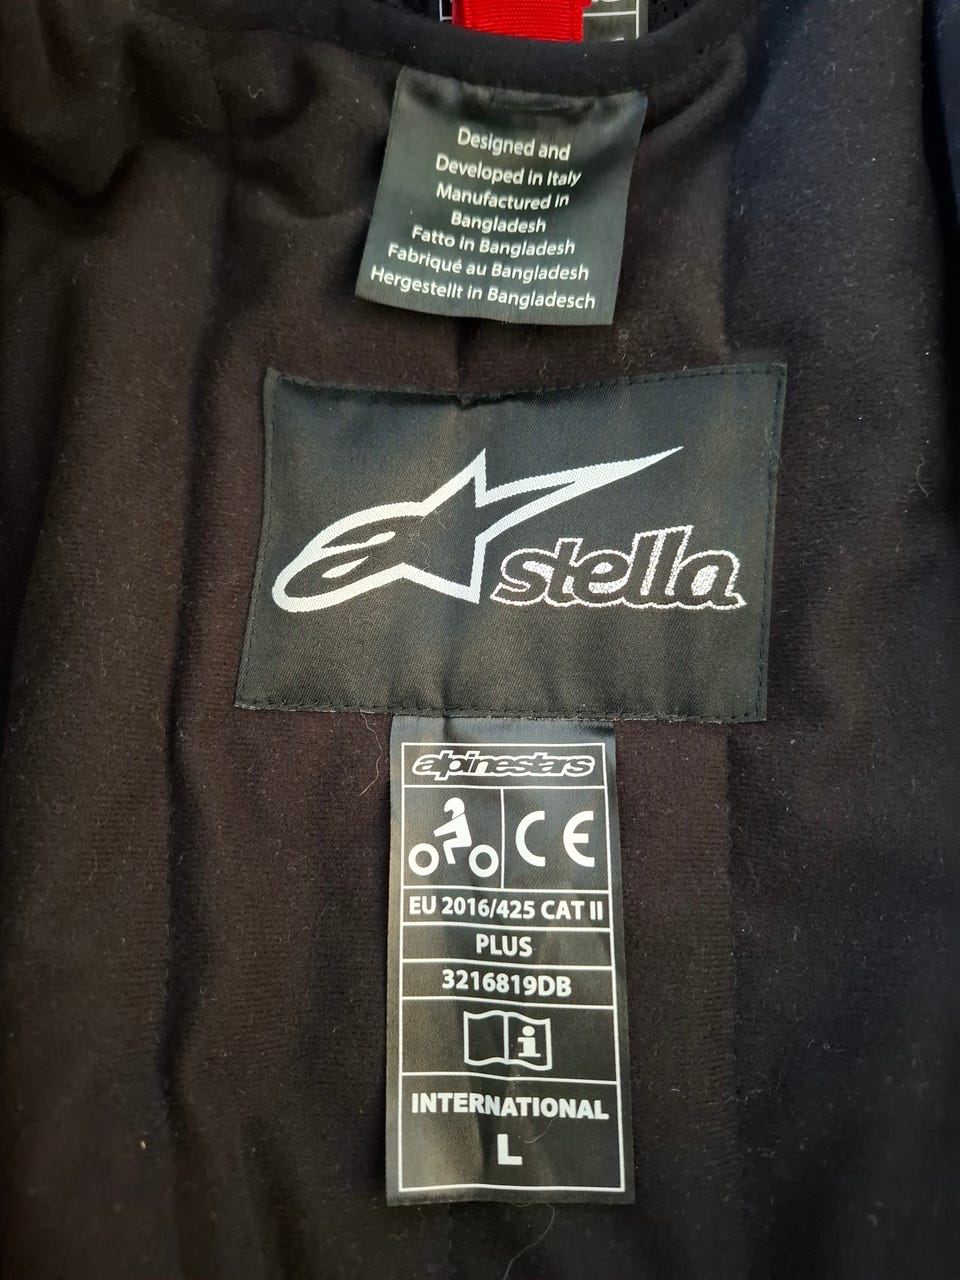 Designed and
Developed in Italy
Manufactured in
Bangladesh
Fatto in Bangladesh
Fabriqué au Bangladesh
Hergestellt in Bangladesch
a stella
alpinestars
CE
EU 2016/425 CAT II
PLUS
3216819DB
i
INTERNATIONAL
L